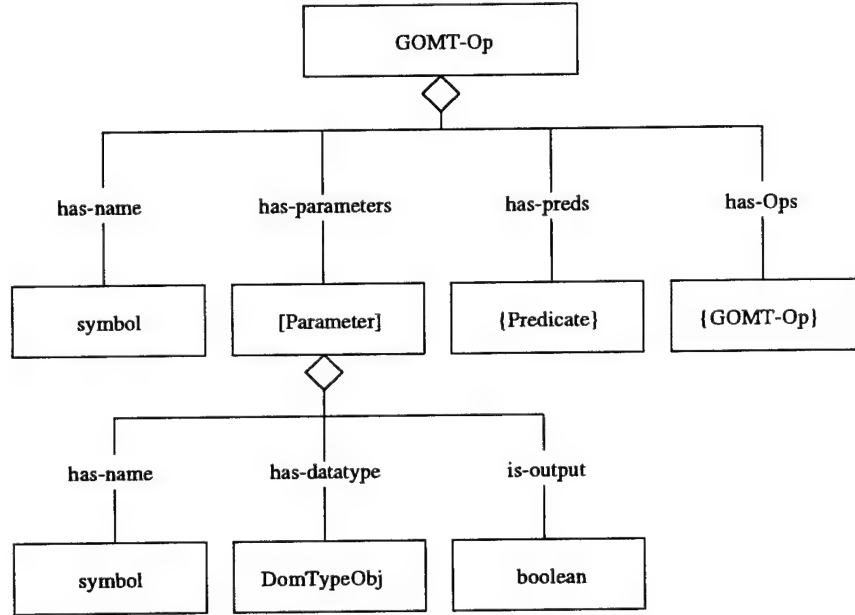 GOMT-Op
has-name
has-parameters
has-preds
has-Ops
symbol
[Parameter]
{Predicate}
{GOMT-Op}
has-name
has-datatype
is-output
symbol
DomTypeObj
boolean